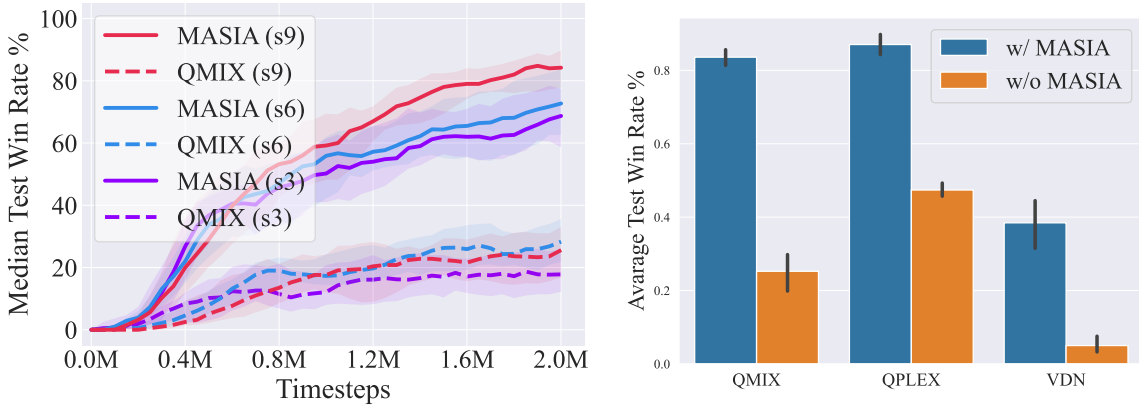 100
80
60
40
20
0
Median Test Win Rate %
MASIA (s9)
QMIX (s9)
MASIA (s6)
QMIX (s6)
MASIA (s3)
QMIX (s3)
0.0M 0.4M 0.8M 1.2M 1.6M 2.0M
Timesteps
0.8
0.6
0.4
0.2
0.0
Avarage Test Win Rate %
w/ MASIA
w/o MASIA
QMIX QPLEX VDN